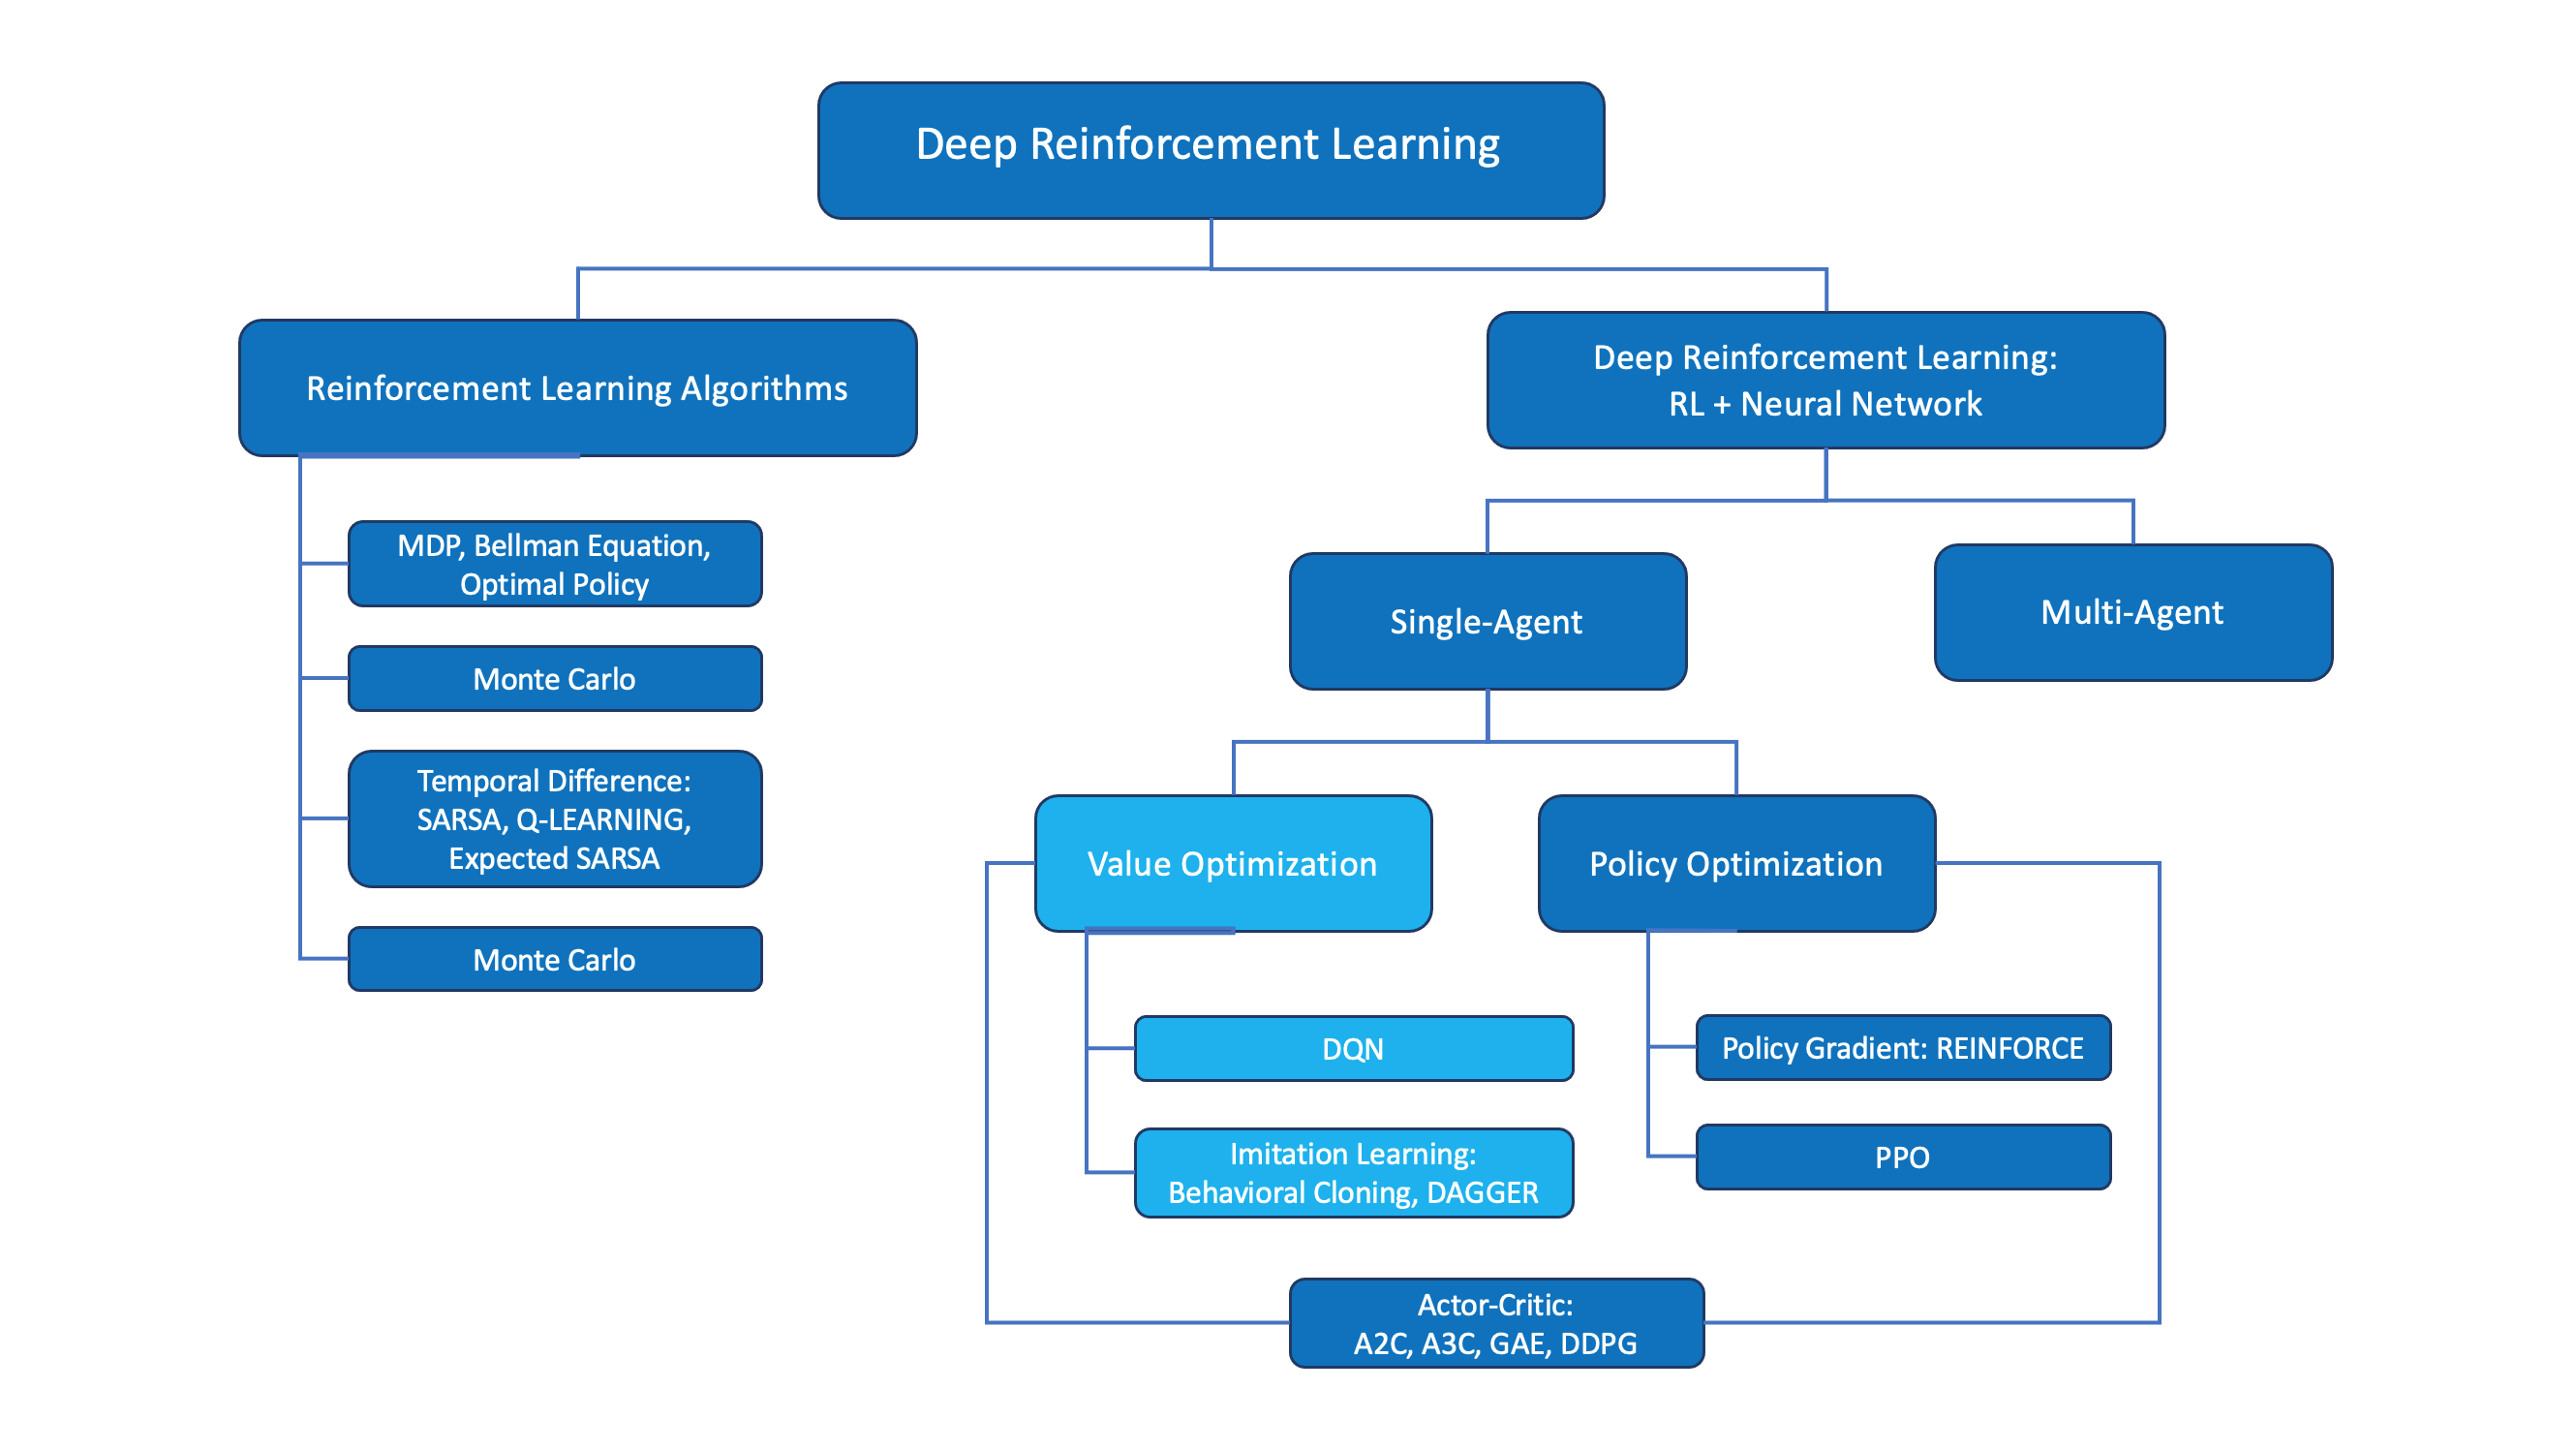 Deep Reinforcement Learning
Reinforcement Learning Algorithms
MDP, Bellman Equation,
Optimal Policy
Monte Carlo
Temporal Difference:
SARSA, Q-LEARNING,
Expected SARSA
Monte Carlo
Deep Reinforcement Learning:
RL + Neural Network
Single-Agent
Multi-Agent
Value Optimization
Policy Optimization
DQN
Imitation Learning:
Behavioral Cloning, DAGGER
Policy Gradient: REINFORCE
PPO
Actor-Critic:
A2C, A3C, GAE, DDPG